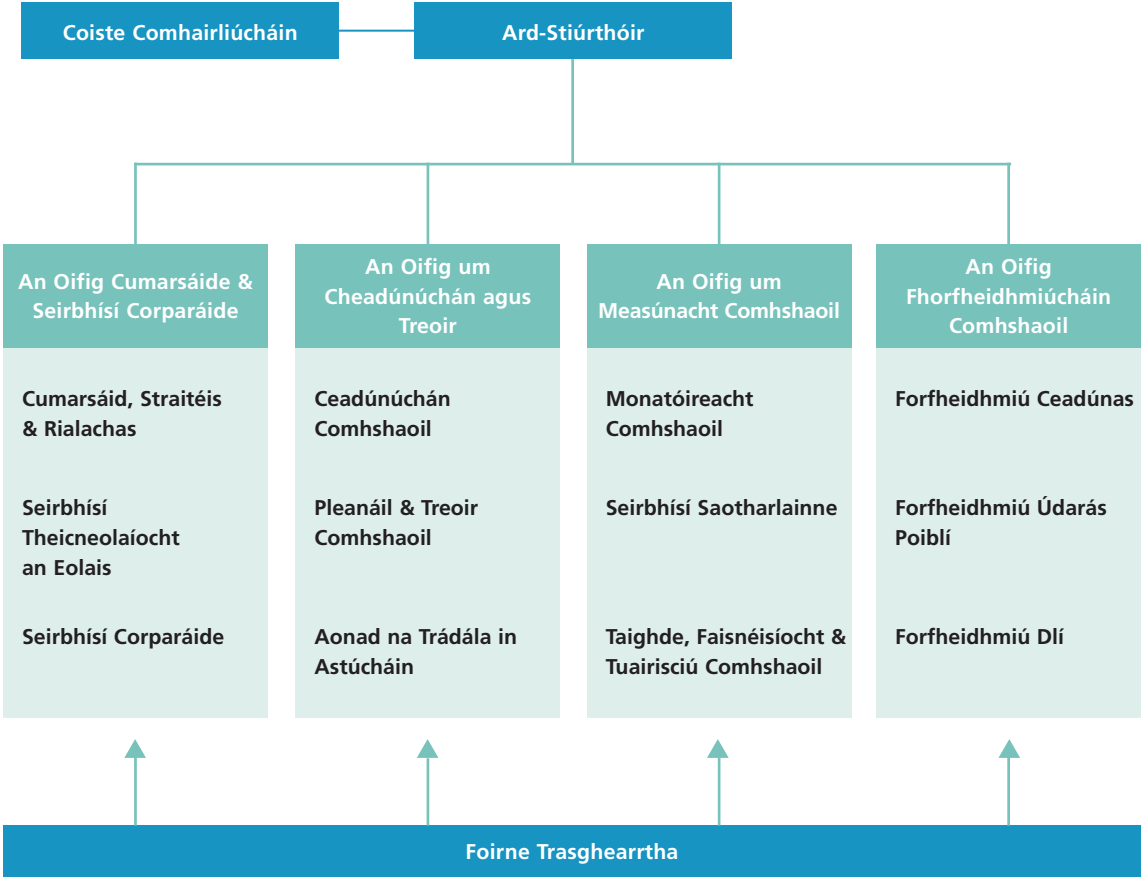 Coiste Comhairliúcháin
Ard-Stiúrthóir
An Oifig Cumarsáide &
Seirbhísí Corparáide
Cumarsáid, Straitéis
& Rialachas
Seirbhísí
Theicneolaíocht
an Eolais
Seirbhísí Corparáide
An Oifig um
Cheadúnúchán agus
Treoir
Ceadúnúchán
Comhshaoil
Pleanáil & Treoir
Comhshaoil
Aonad na Trádála in
Astúcháin
An Oifig um
Measúnacht Comhshaoil
Monatóireacht
Comhshaoil
Seirbhísí Saotharlainne
Taighde, Faisnéisíocht &
Tuairisciú Comhshaoil
An Oifig
Fhorfheidhmiúcháin
Comhshaoil
Forfheidhmiú Ceadúnas
Forfheidhmiú Údarás
Poiblí
Forfheidhmiú Dlí
Foirne Trasghearrtha